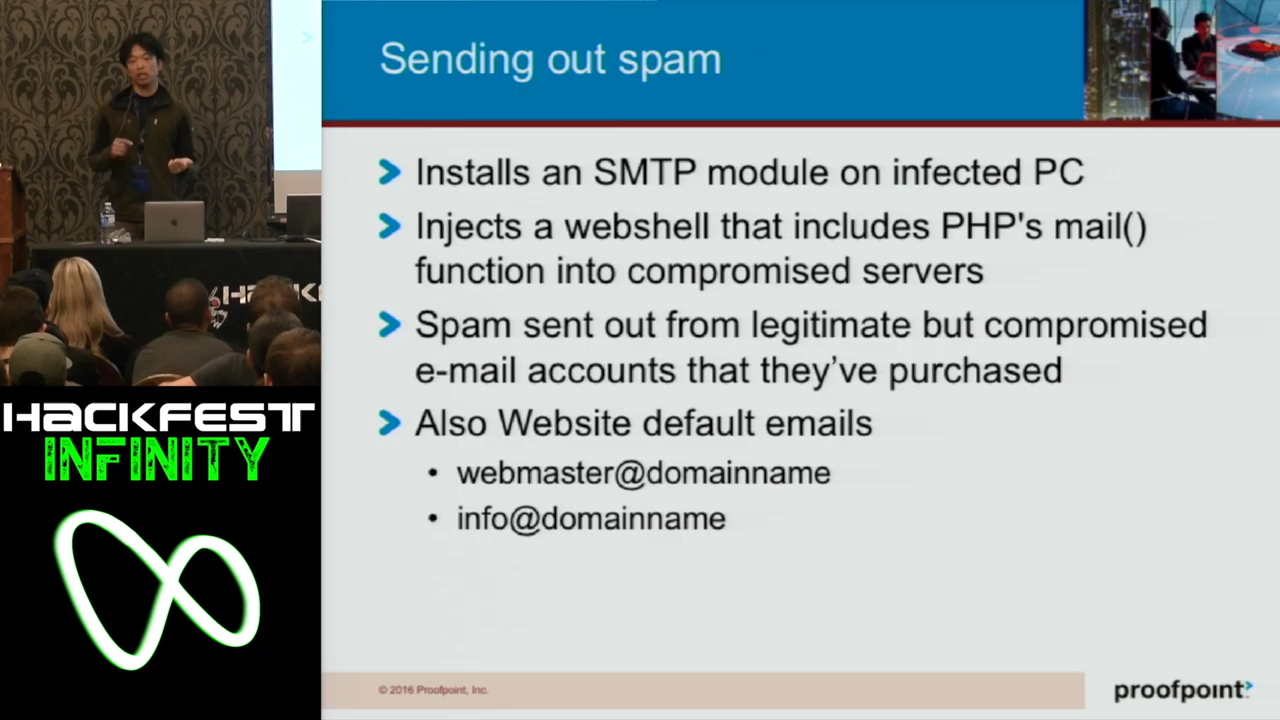 Sending out spam
Installs an SMTP module on infected PC
Injects a webshell that includes PHP's mail()
function into compromised servers
Spam sent out from legitimate but compromised
e-mail accounts that they've purchased
Also Website default emails
• webmaster@domainname
• info@domainname
HACKFEST
INFINITY
© 2016 Proofpoint, Inc.
proofpoint